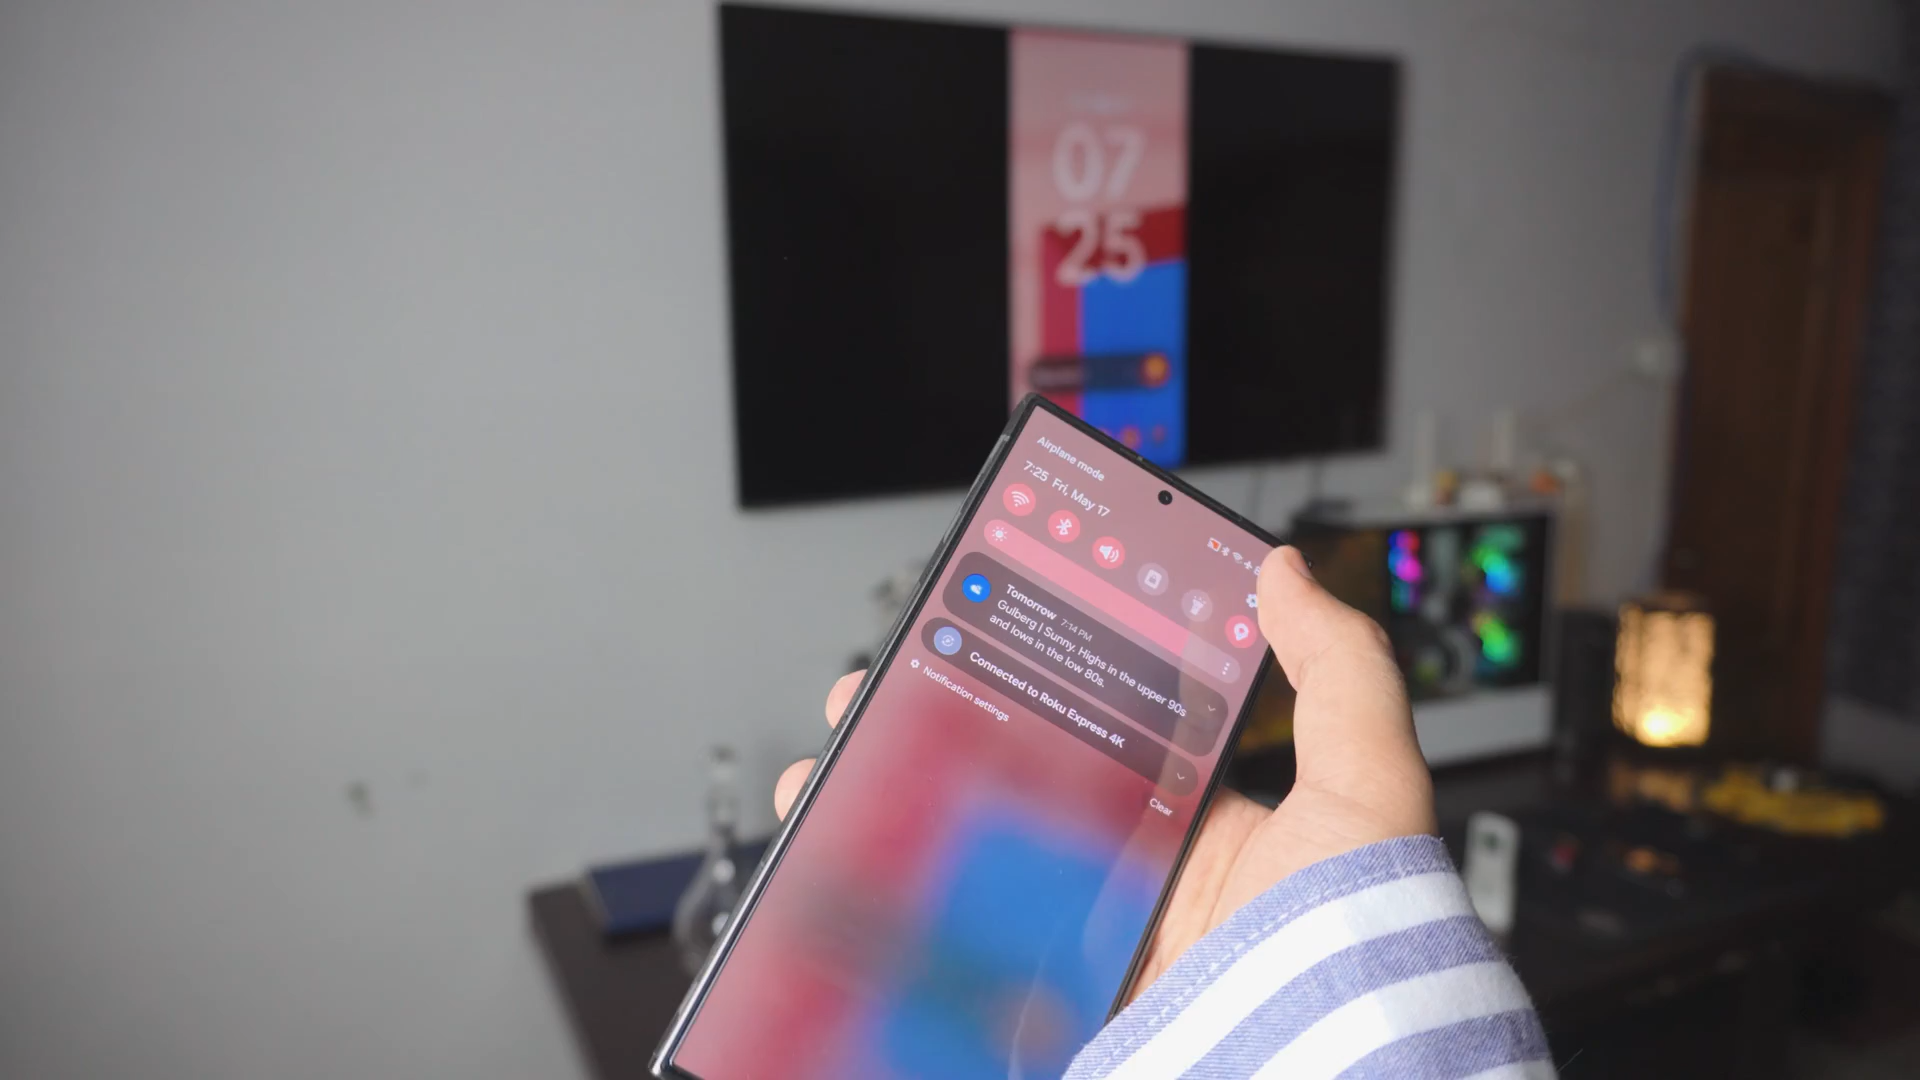 07
25
Airplane mode
7:25 Fri, May 17
Tomorrow 7:14 PM
Gulberg | Sunny. Highs in the upper 90s
and lows in the low 80s.
Connected to Roku Express 4K
Notification settings
Clear